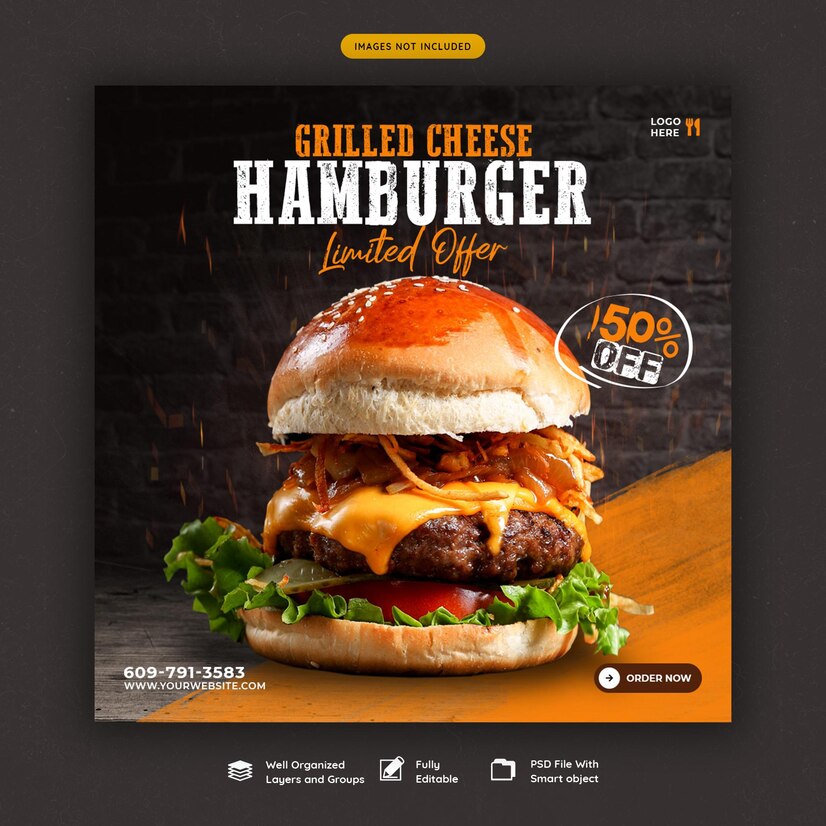 IMAGES NOT INCLUDED
LOGO
HERE
GRILLED CHEESE
HAMBURGER
Limited Offer
50%
OFF
609-791-3583
WWW.YOURWEBSITE.COM
ORDER NOW
Well Organized
Layers and Groups
Fully
Editable
PSD File With
Smart object